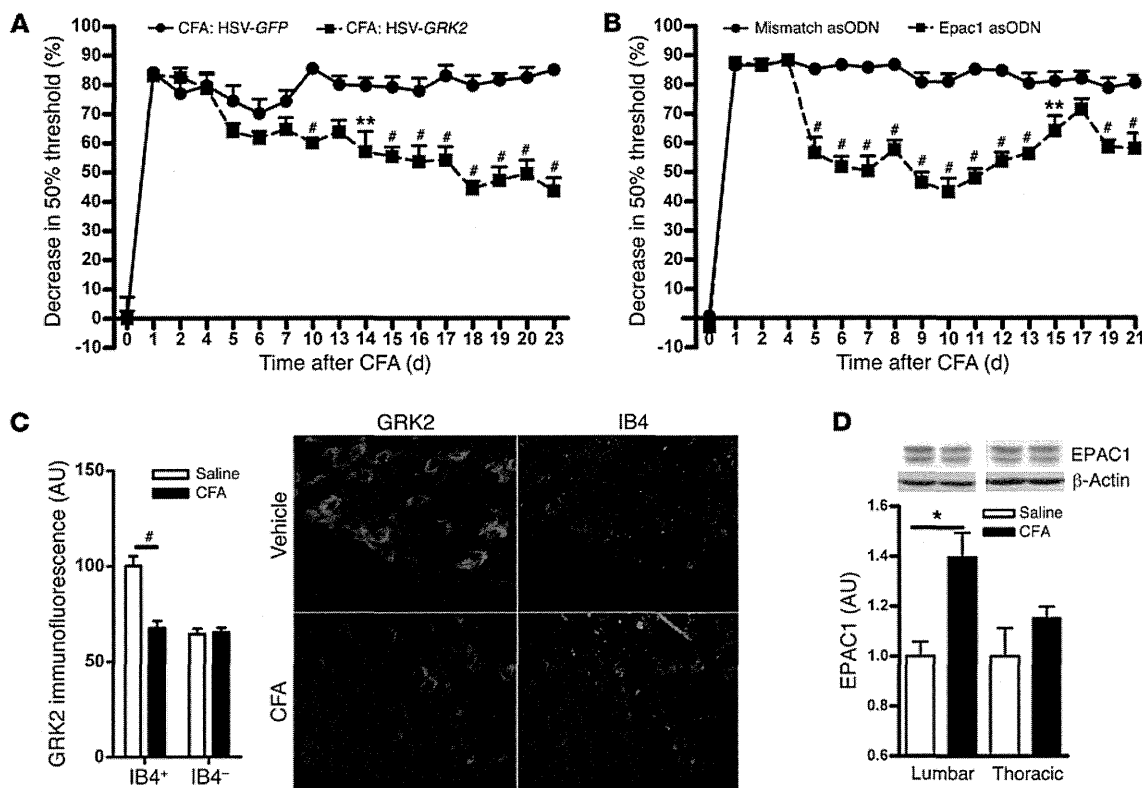 A
CFA: HSV-GFP CFA: HSV-GRK2
Decrease in 50% threshold (%)
100
90
80
70
60
50
40
30
20
10
0
-10
# ** # # # # # # #
0 1 2 4 5 6 7 10 13 14 15 16 17 18 19 20 23
Time after CFA (d)
B
Mismatch asODN Epac1 asODN
Decrease in 50% threshold (%)
100
90
80
70
60
50
40
30
20
10
0
-10
# # # # # # # # # ** # #
0 1 2 4 5 6 7 8 9 10 11 12 13 15 17 19 21
Time after CFA (d)
C
GRK2 immunofluorescence (AU)
150
100
50
0
Saline
CFA
#
IB4+ IB4−
GRK2 IB4
Vehicle
CFA
D
EPAC1
β-Actin
EPAC1 (AU)
1.6
1.4
1.2
1.0
0.8
0.6
Saline
CFA
*
Lumbar Thoracic